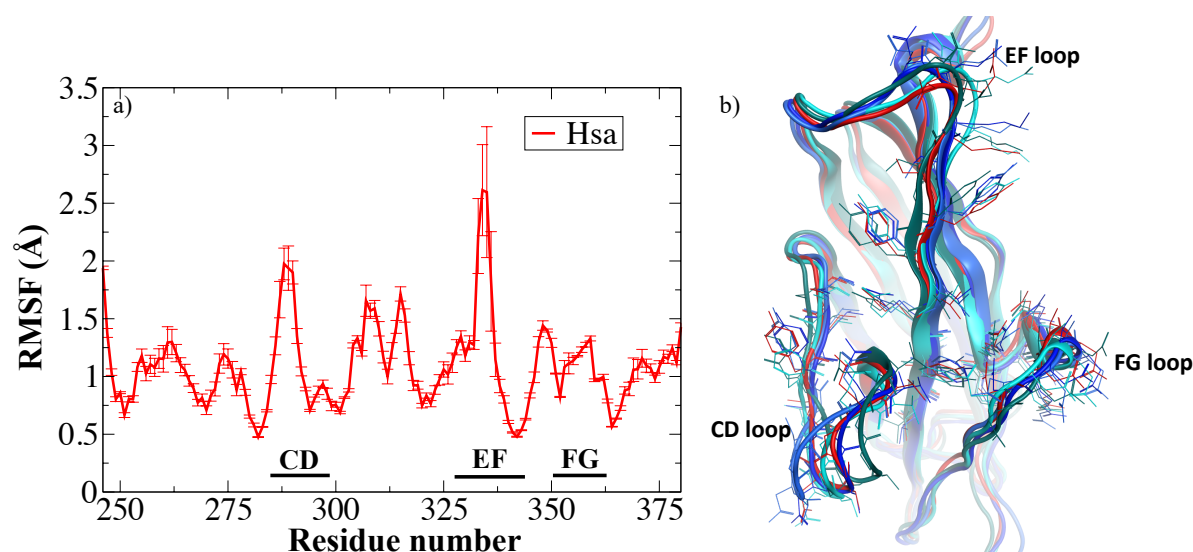 a)
Hsa
RMSF (Å)
3.5
3
2.5
2
1.5
1
0.5
0
CD EF FG
250 275 300 325 350 375
Residue number
b)
EF loop
FG loop
CD loop